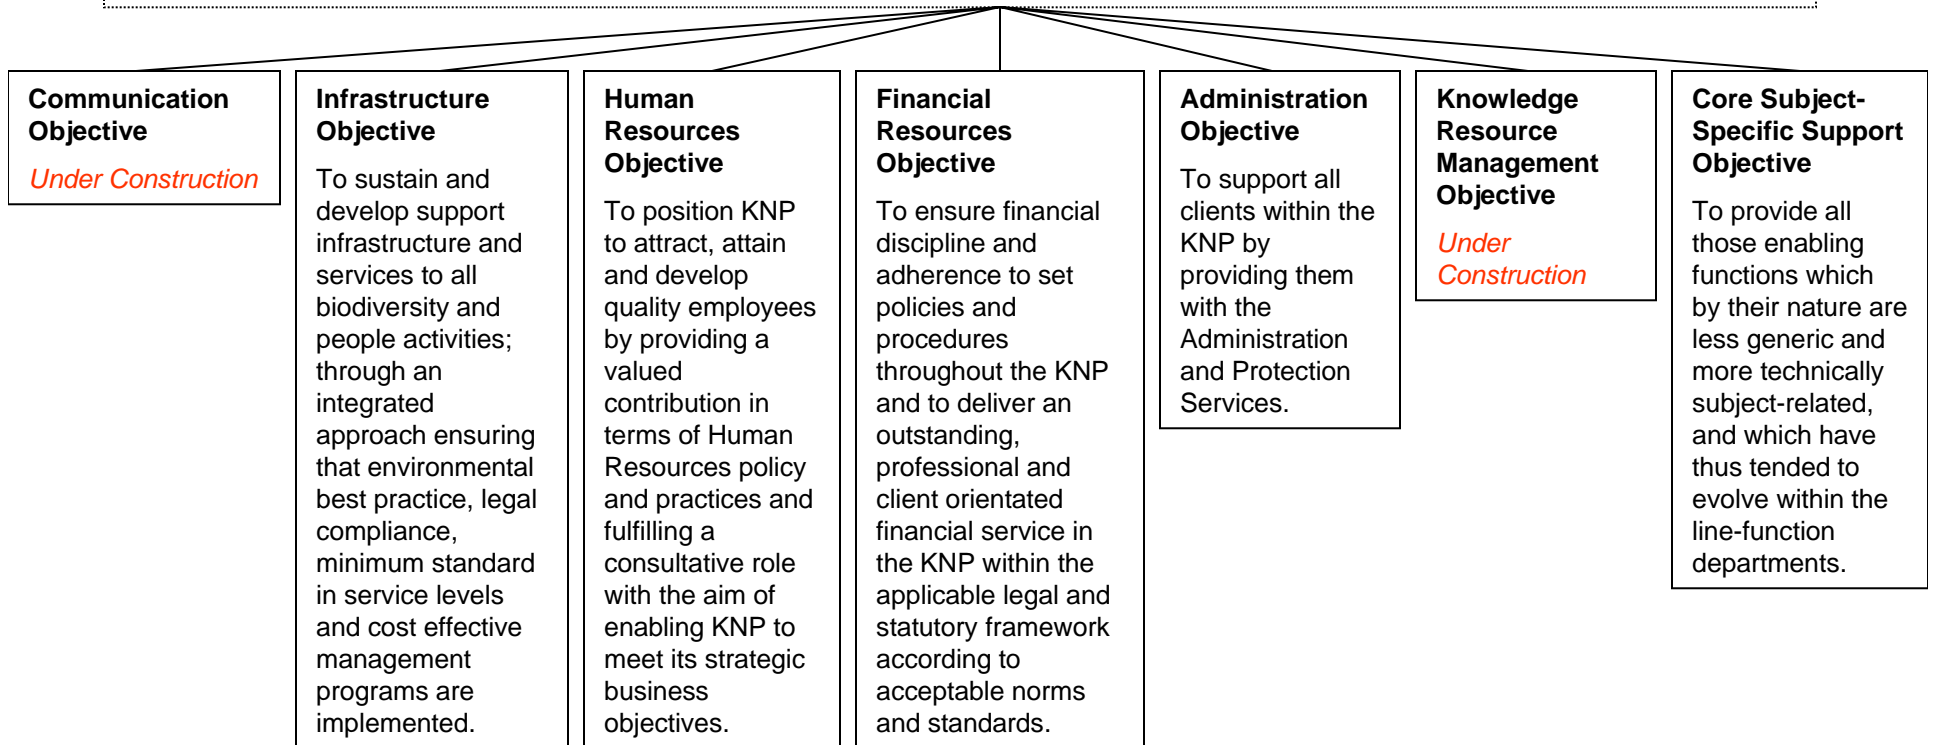 Communication
Objective
Under Construction
Infrastructure
Objective
To sustain and
develop support
infrastructure and
services to all
biodiversity and
people activities;
through an
integrated
approach ensuring
that environmental
best practice, legal
compliance,
minimum standard
in service levels
and cost effective
management
programs are
implemented.
Human
Resources
Objective
To position KNP
to attract, attain
and develop
quality employees
by providing a
valued
contribution in
terms of Human
Resources policy
and practices and
fulfilling a
consultative role
with the aim of
enabling KNP to
meet its strategic
business
objectives.
Financial
Resources
Objective
To ensure financial
discipline and
adherence to set
policies and
procedures
throughout the KNP
and to deliver an
outstanding,
professional and
client orientated
financial service in
the KNP within the
applicable legal and
statutory framework
according to
acceptable norms
and standards.
Administration
Objective
To support all
clients within the
KNP by
providing them
with the
Administration
and Protection
Services.
Knowledge
Resource
Management
Objective
Under
Construction
Core Subject-
Specific Support
Objective
To provide all
those enabling
functions which
by their nature are
less generic and
more technically
subject-related,
and which have
thus tended to
evolve within the
line-function
departments.